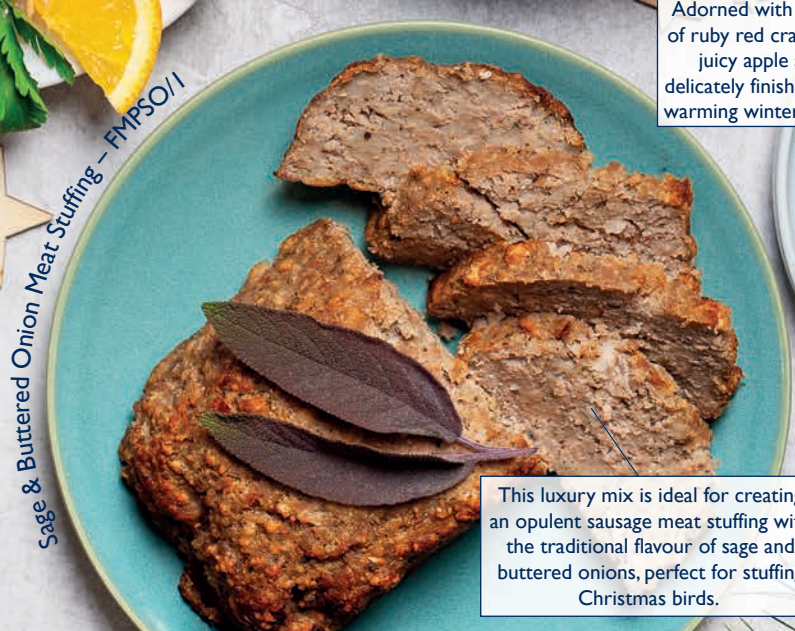 Adorned with
of ruby red cra
juicy apple
delicately finish
warming winter
Sage & Buttered Onion Meat Stuffing – FMPSO/1
This luxury mix is ideal for creating
an opulent sausage meat stuffing wit
the traditional flavour of sage and
buttered onions, perfect for stuffing
Christmas birds.